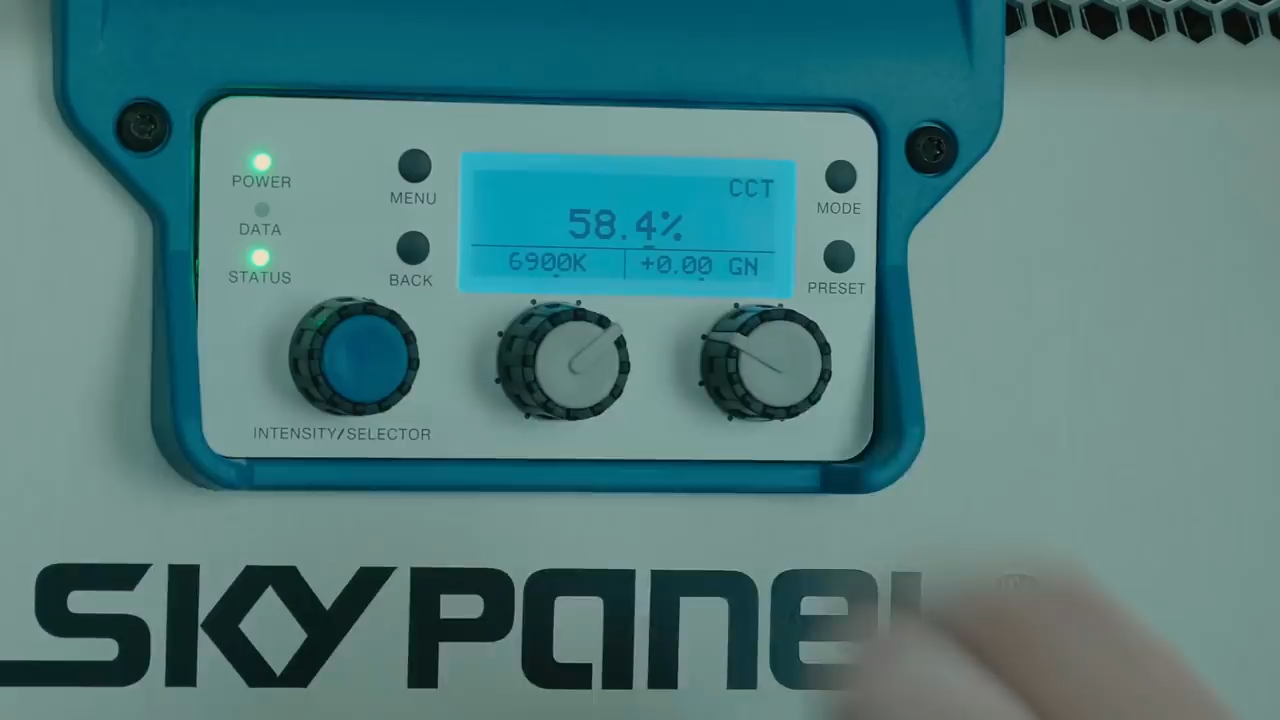 POWER
DATA
STATUS
MENU
BACK
CCT
58.4%
6900K
+0.00 GN
MODE
PRESET
INTENSITY/SELECTOR
SKYPANEL